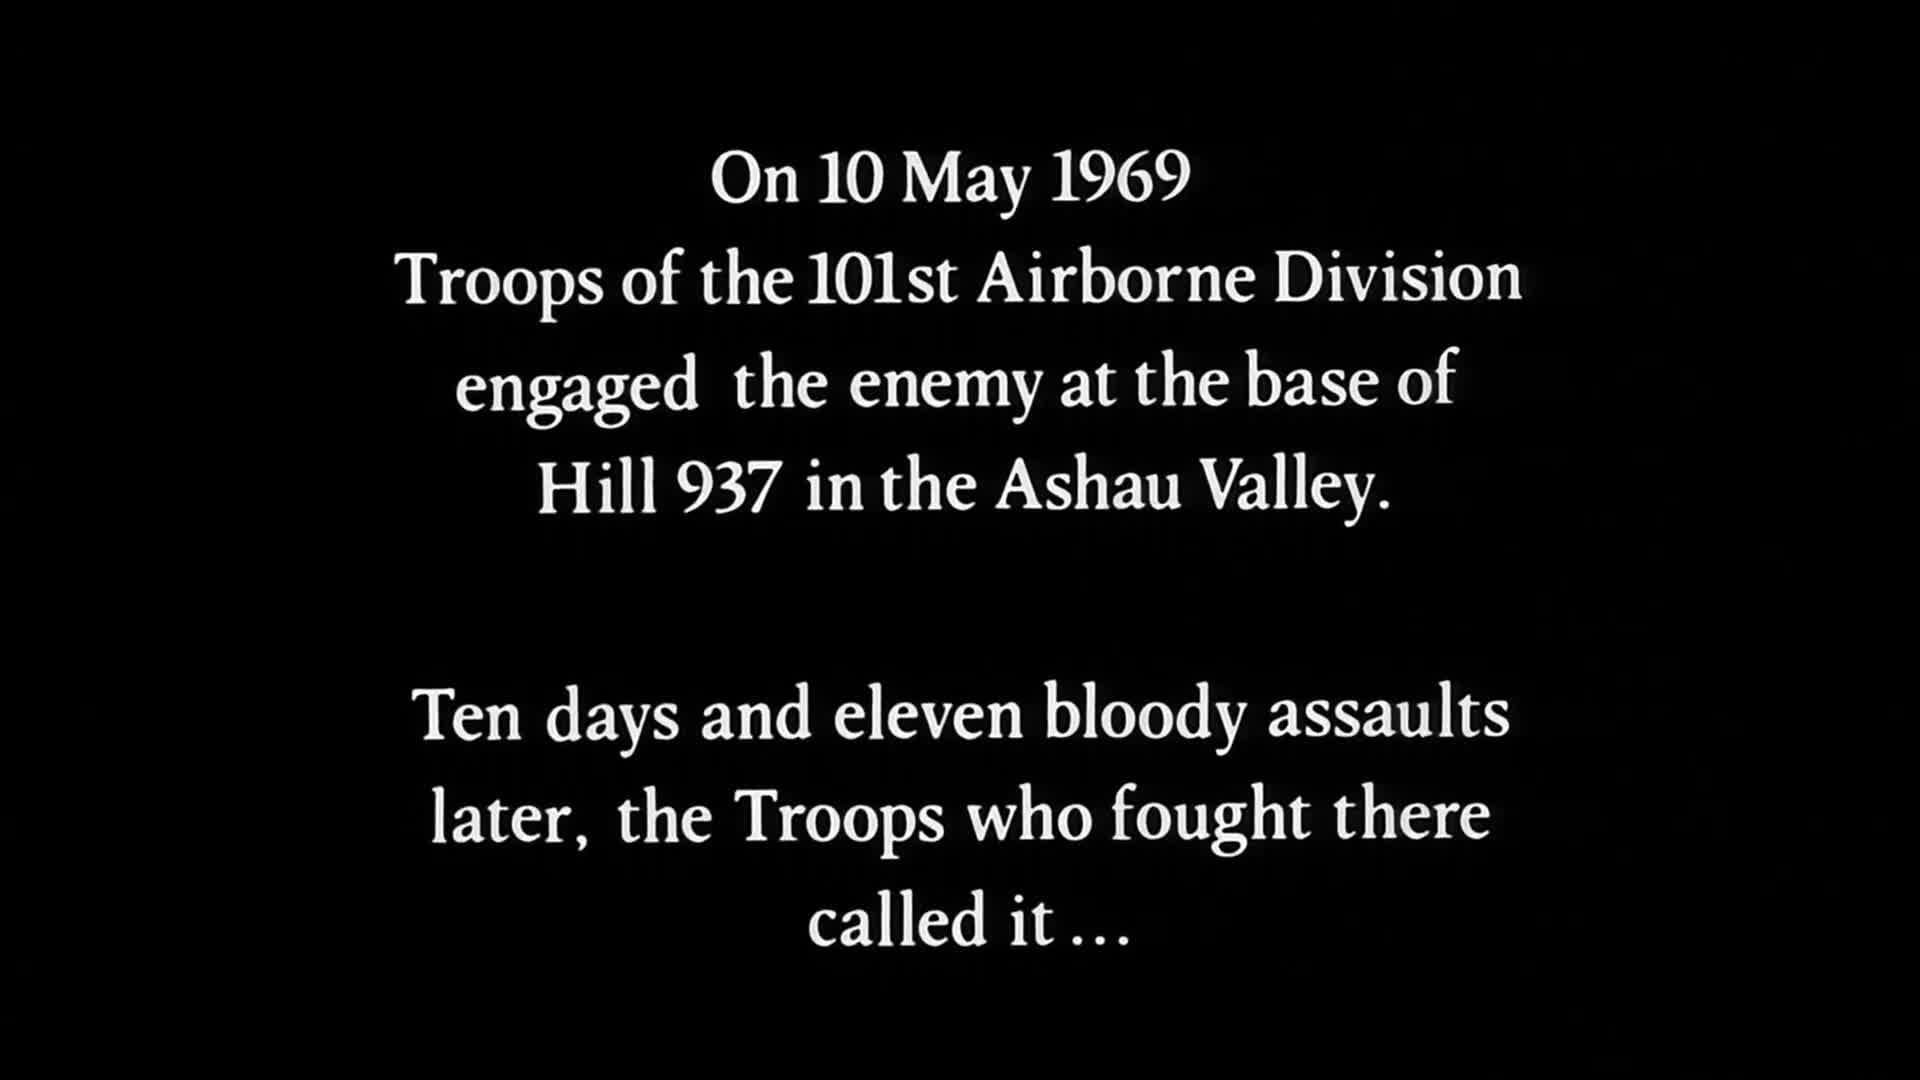 On 10 May 1969
Troops of the 101st Airborne Division
engaged the enemy at the base of
Hill 937 in the Ashau Valley.
Ten days and eleven bloody assaults
later, the Troops who fought there
called it...